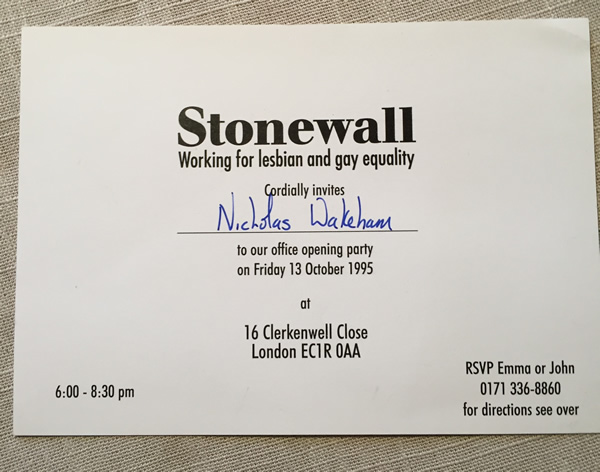 Stonewall
Working for lesbian and gay equality
Cordially invites
Nicholas Wakeham
to our office opening party
on Friday 13 October 1995
at
16 Clerkenwell Close
London EC1R 0AA
6:00 - 8:30 pm
RSVP Emma or John
0171 336-8860
for directions see over